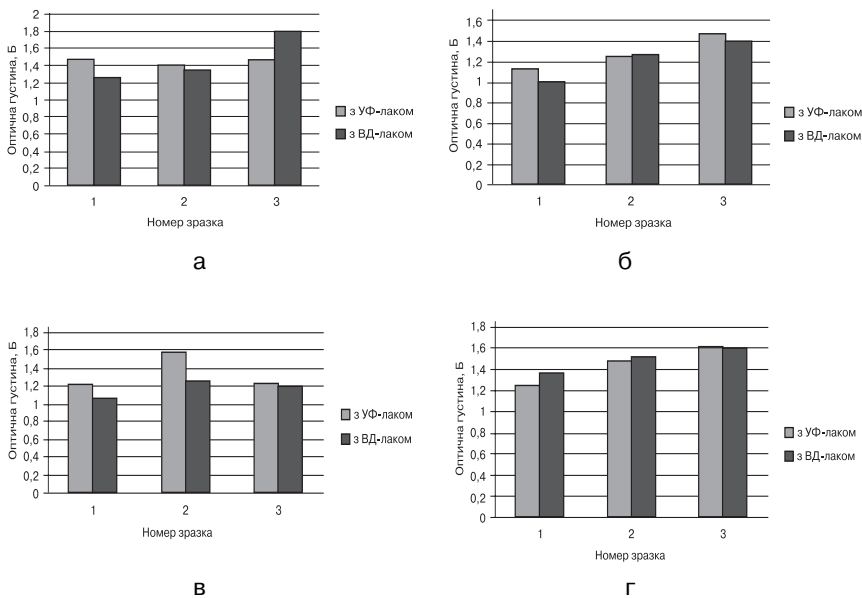 Оптична густина, Б
2
1,8
1,6
1,4
1,2
1
0,8
0,6
0,4
0,2
0
1 2 3
Номер зразка
з УФ-лаком
з ВД-лаком
а
Оптична густина, Б
1,6
1,4
1,2
1
0,8
0,6
0,4
0,2
0
1 2 3
Номер зразка
з УФ-лаком
з ВД-лаком
б
Оптична густина, Б
1,8
1,6
1,4
1,2
1
0,8
0,6
0,4
0,2
0
1 2 3
Номер зразка
з УФ-лаком
з ВД-лаком
в
Оптична густина, Б
1,8
1,6
1,4
1,2
1
0,8
0,6
0,4
0,2
0
1 2 3
Номер зразка
з УФ-лаком
з ВД-лаком
г